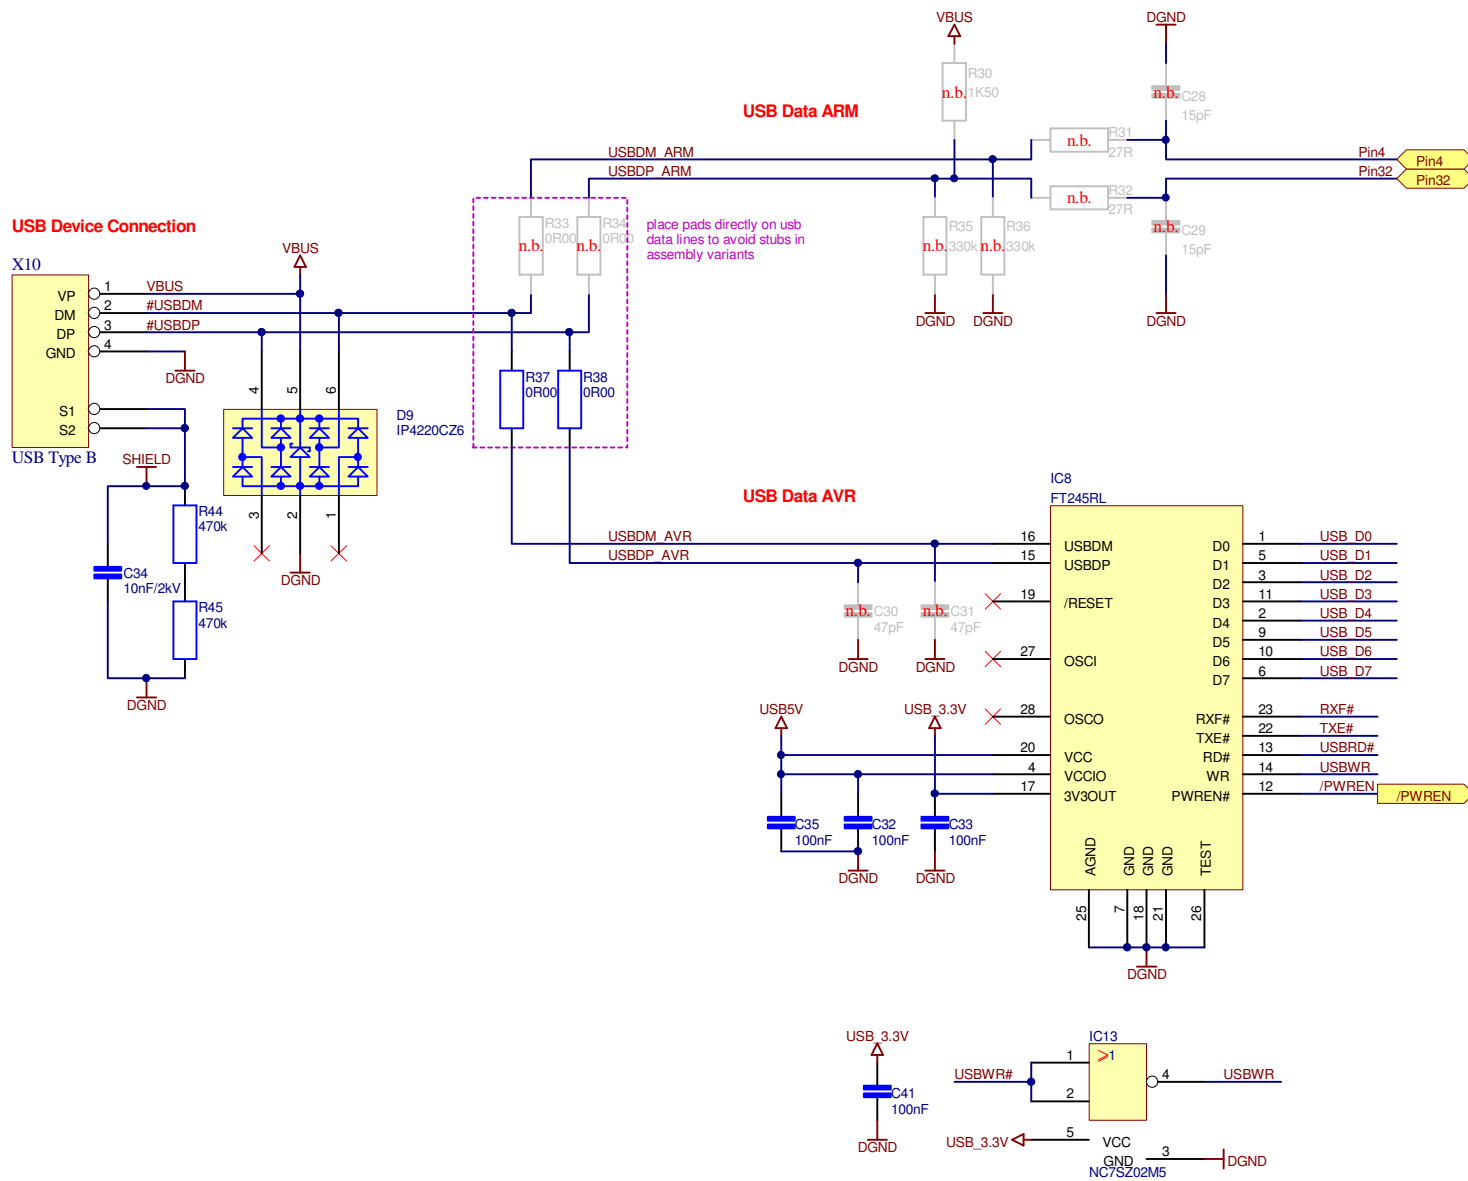 VBUS
DGND
R30
n.b.
1K50
n.b.
C28
15pF
USB Data ARM
R31
n.b.
27R
USBDM_ARM
USBDP_ARM
Pin4
Pin4
Pin32
Pin32
R32
n.b.
27R
n.b.
C29
15pF
R35
n.b.
330k
R36
n.b.
330k
DGND
DGND
DGND
USB Device Connection
R33
n.b.
0R00
R34
n.b.
0R00
place pads directly on usb
data lines to avoid stubs in
assembly variants
X10
VBUS
VP
1
VBUS
DM
2
#USBDM
DP
3
#USBDP
GND
4
DGND
S1
S2
USB Type B
4
5
6
D9
IP4220CZ6
3
2
1
DGND
R37
0R00
R38
0R00
SHIELD
R44
470k
C34
10nF/2kV
R45
470k
DGND
USB Data AVR
IC8
FT245RL
USBDM_AVR
16
USBDM
USBDP_AVR
15
USBDP
19
/RESET
n.b.
C30
47pF
n.b.
C31
47pF
DGND
DGND
27
OSCI
28
OSCO
USB5V
USB_3.3V
20
VCC
4
VCCIO
17
3V3OUT
C35
100nF
C32
100nF
C33
100nF
DGND
DGND
D0
1
USB_D0
D1
5
USB_D1
D2
3
USB_D2
D3
11
USB_D3
D4
2
USB_D4
D5
9
USB_D5
D6
10
USB_D6
D7
6
USB_D7
RXF#
23
RXF#
TXE#
22
TXE#
RD#
13
USBRD#
WR
14
USBWR
PWREN#
12
/PWREN
/PWREN
AGND
GND
GND
GND
TEST
25
7
18
21
26
DGND
USB_3.3V
C41
100nF
DGND
IC13
USBWR#
1
2
≥1
4
USBWR
USB_3.3V
5
VCC
GND
3
DGND
NC7SZ02M5